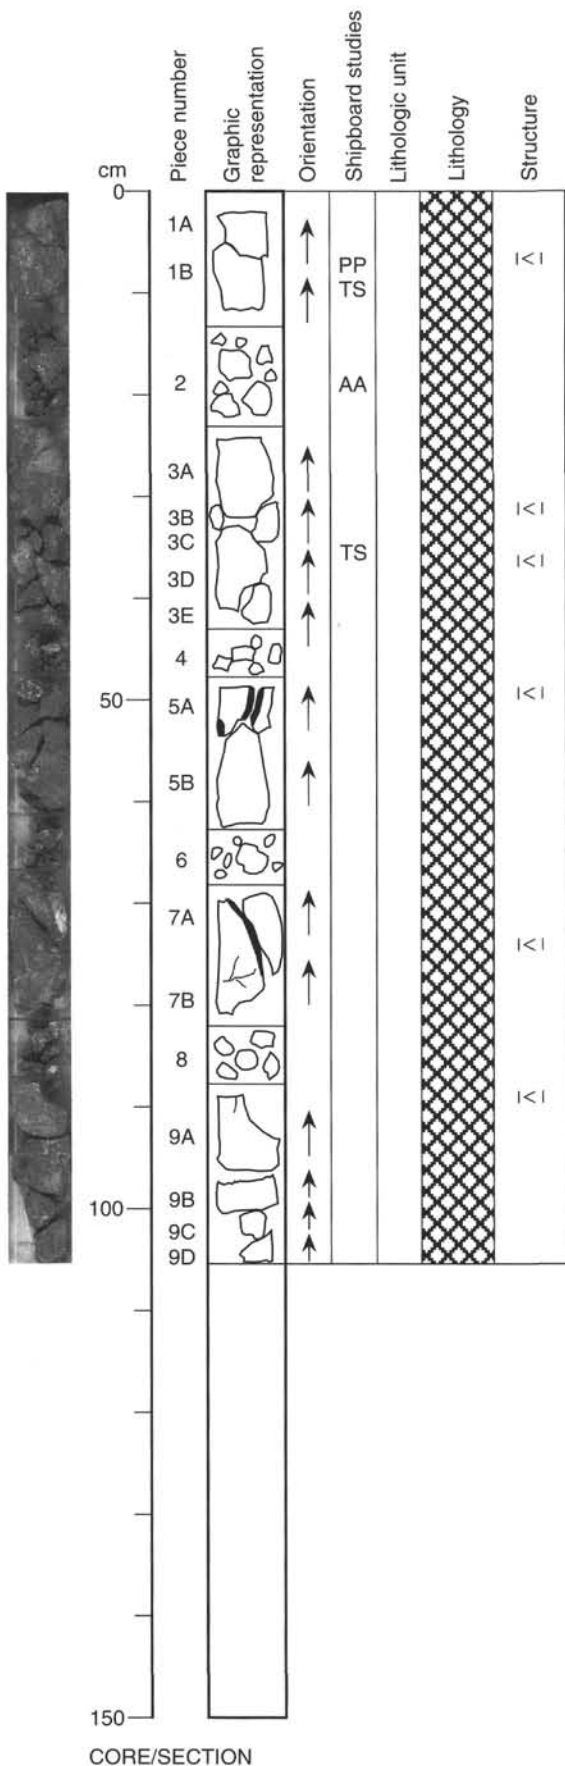 cm
Piece number
Graphic
representation
Orientation
Shipboard studies
Lithologic unit
Lithology
Structure
0
1A
1B
PP
TS
I<I
2
AA
3A
3B
3C
3D
3E
TS
I<I
I<I
4
50
5A
5B
I<I
6
7A
7B
I<I
8
9A
I<I
100
9B
9C
9D
150
CORE/SECTION